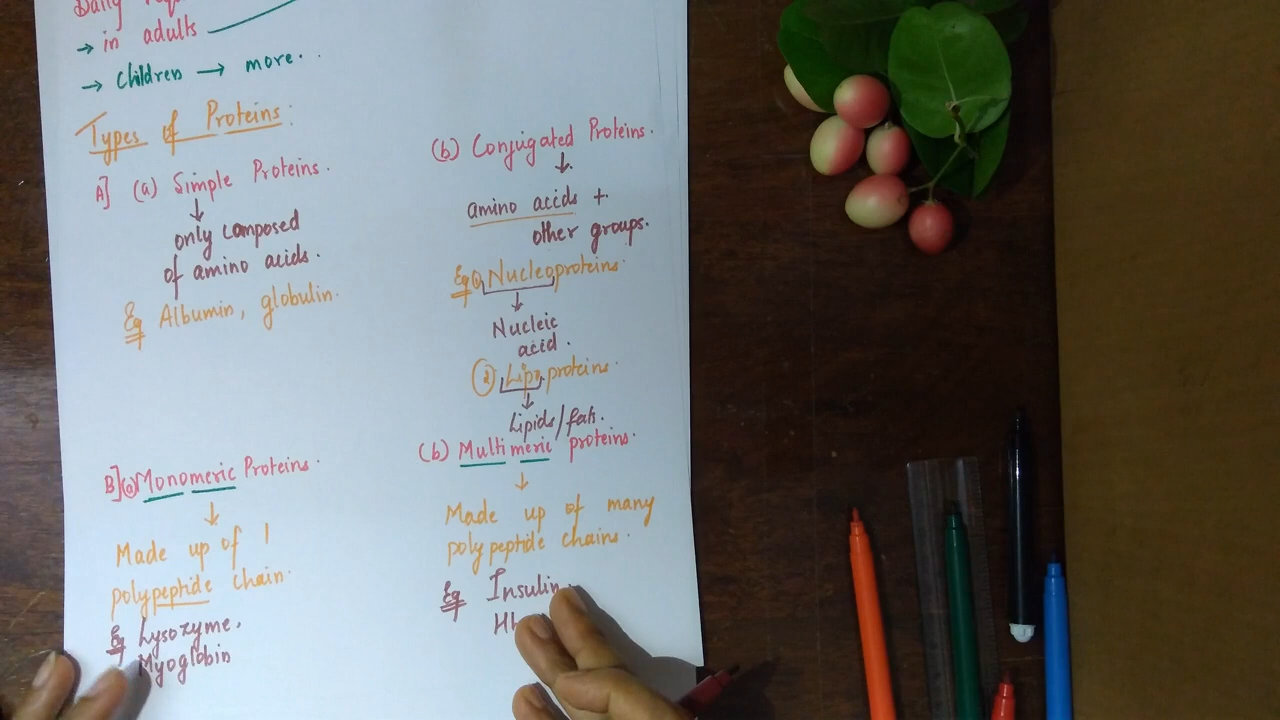 Daily
→ in adults
→ children → more.
Types of Proteins.
A] (a) Simple Proteins.
↓
only composed
of amino acids.
Eg Albumin, globulin.
(b) Conjugated Proteins.
↓
amino acids +
other groups.
Eg ① Nucleoproteins.
↓
Nucleic
acid.
② Lipoproteins.
↓
Lipids/fats.
B] (a) Monomeric Proteins.
↓
Made up of 1
polypeptide chain.
Eg Lysozyme.
Myoglobin
(b) Multimeric proteins.
↓
Made up of many
polypeptide chains.
Eg Insulin.